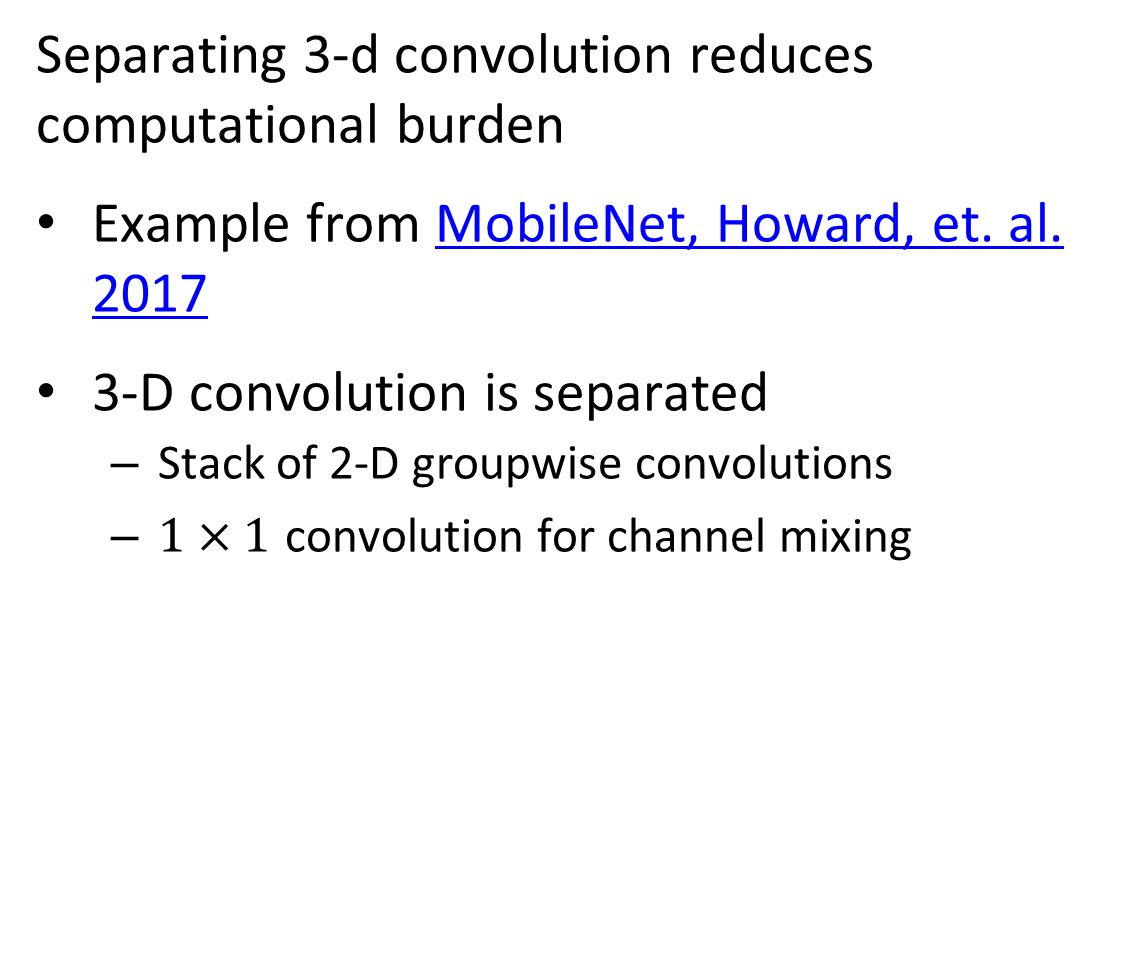 Separating 3-d convolution reduces
computational burden
• Example from MobileNet, Howard, et. al.
2017
• 3-D convolution is separated
– Stack of 2-D groupwise convolutions
– 1 × 1 convolution for channel mixing